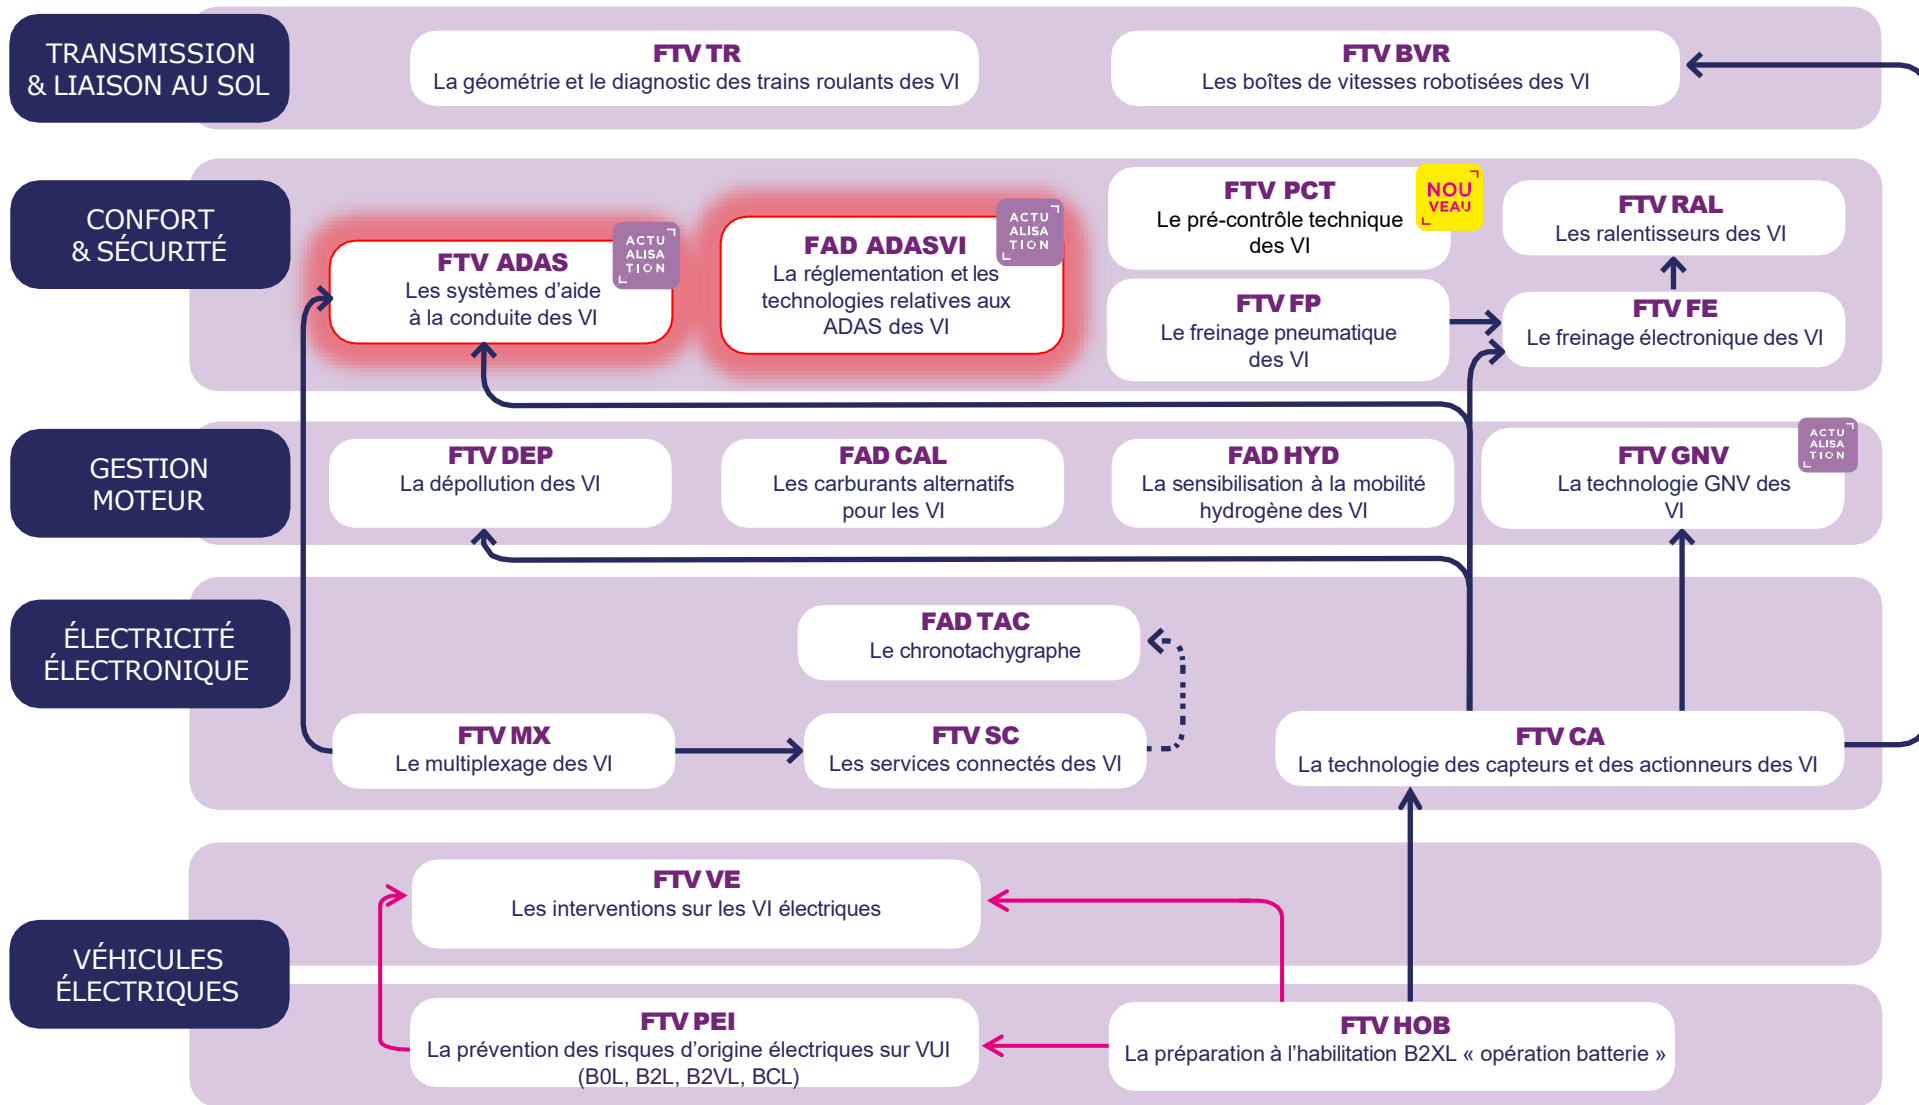 TRANSMISSION
& LIAISON AU SOL
FTV TR
La géométrie et le diagnostic des trains roulants des VI
FTV BVR
Les boîtes de vitesses robotisées des VI
CONFORT
& SÉCURITÉ
FTV ADAS
Les systèmes d’aide
à la conduite des VI
ACTU
ALISA
TION
FAD ADASVI
La réglementation et les
technologies relatives aux
ADAS des VI
ACTU
ALISA
TION
FTV PCT
Le pré-contrôle technique
des VI
NOU
VEAU
FTV RAL
Les ralentisseurs des VI
FTV FP
Le freinage pneumatique
des VI
FTV FE
Le freinage électronique des VI
GESTION
MOTEUR
FTV DEP
La dépollution des VI
FAD CAL
Les carburants alternatifs
pour les VI
FAD HYD
La sensibilisation à la mobilité
hydrogène des VI
FTV GNV
La technologie GNV des
VI
ACTU
ALISA
TION
ÉLECTRICITÉ
ÉLECTRONIQUE
FAD TAC
Le chronotachygraphe
FTV MX
Le multiplexage des VI
FTV SC
Les services connectés des VI
FTV CA
La technologie des capteurs et des actionneurs des VI
VÉHICULES
ÉLECTRIQUES
FTV VE
Les interventions sur les VI électriques
FTV PEI
La prévention des risques d’origine électriques sur VUI
(B0L, B2L, B2VL, BCL)
FTV HOB
La préparation à l’habilitation B2XL « opération batterie »